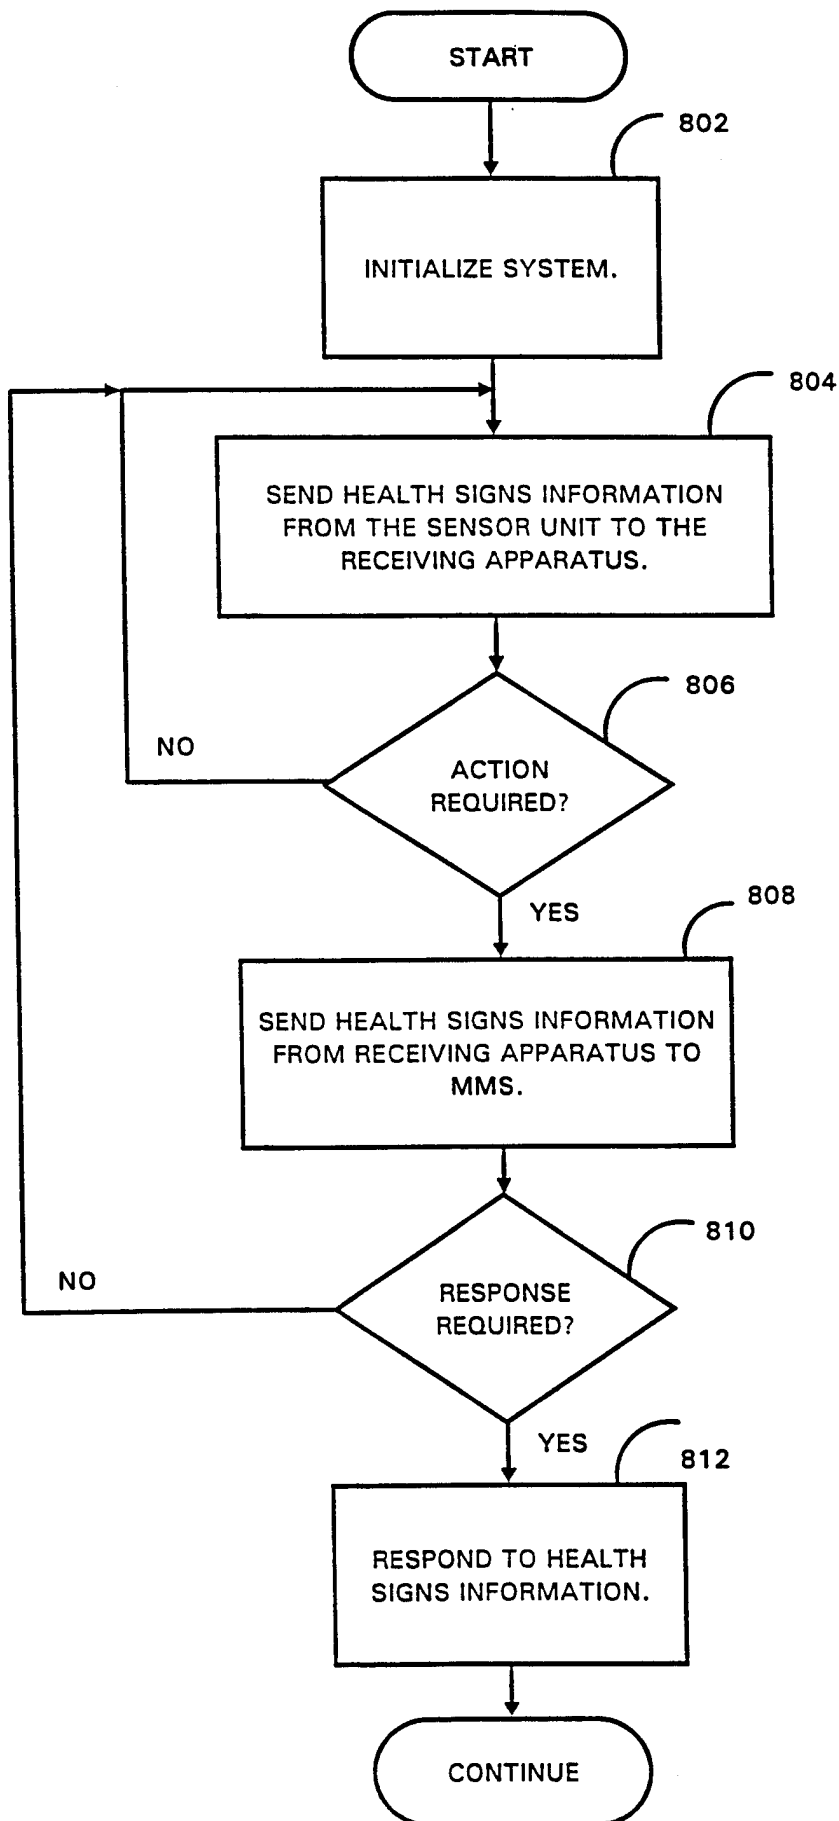 START
802
INITIALIZE SYSTEM.
804
SEND HEALTH SIGNS INFORMATION
FROM THE SENSOR UNIT TO THE
RECEIVING APPARATUS.
806
NO
ACTION
REQUIRED?
YES
808
SEND HEALTH SIGNS INFORMATION
FROM RECEIVING APPARATUS TO
MMS.
810
NO
RESPONSE
REQUIRED?
YES
812
RESPOND TO HEALTH
SIGNS INFORMATION.
CONTINUE